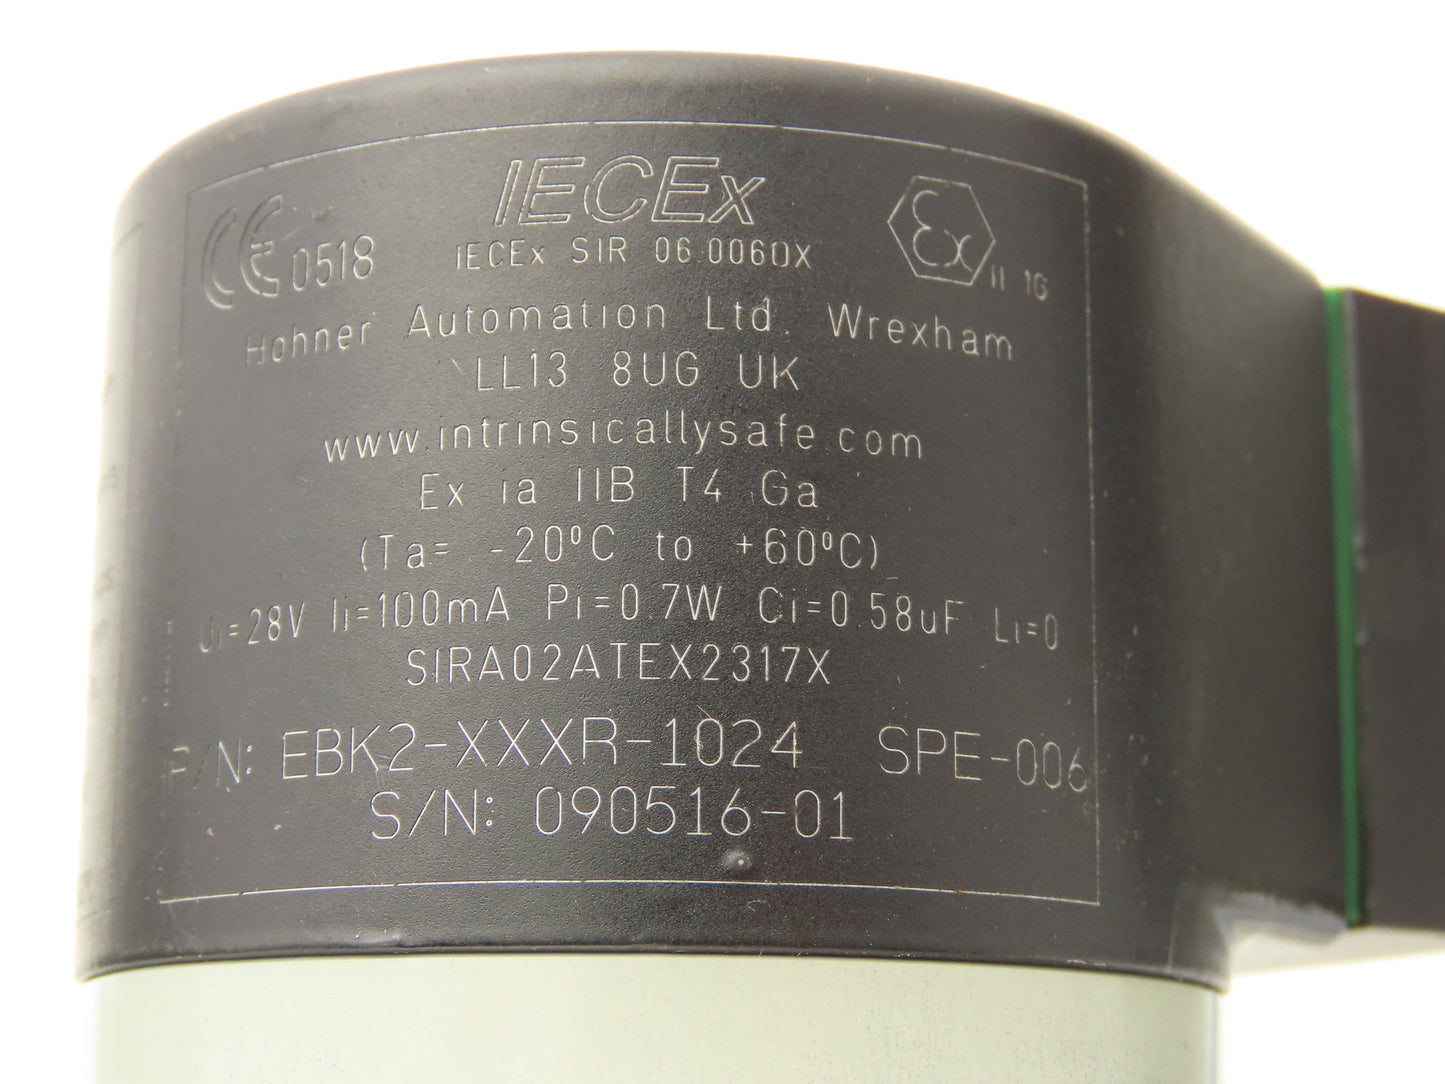 IECEx
CE 0518
IECEx SIR 06.0060X
Ex II 1G
Hohner Automation Ltd. Wrexham
LL13 8UG UK
www.intrinsicallysafe.com
Ex ia IIB T4 Ga
(Ta= -20ºC to +60ºC)
Ui=28V Ii=100mA Pi=0.7W Ci=0.58uF Li=0
SIRA02ATEX2317X
P/N: EBK2-XXXR-1024 SPE-006
S/N: 090516-01